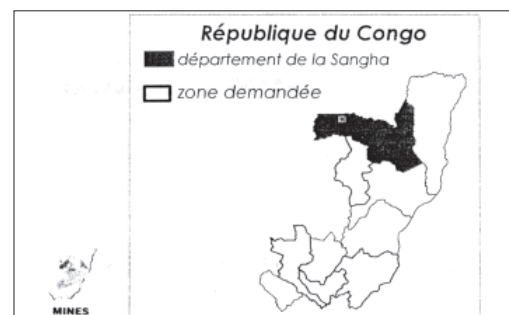 République du Congo
département de la Sangha
zone demandée
MINES